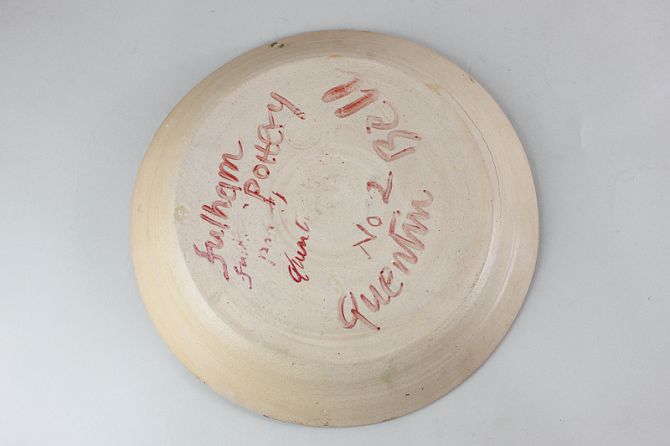 Fulham
Pottery
Quentin Bell
No 2